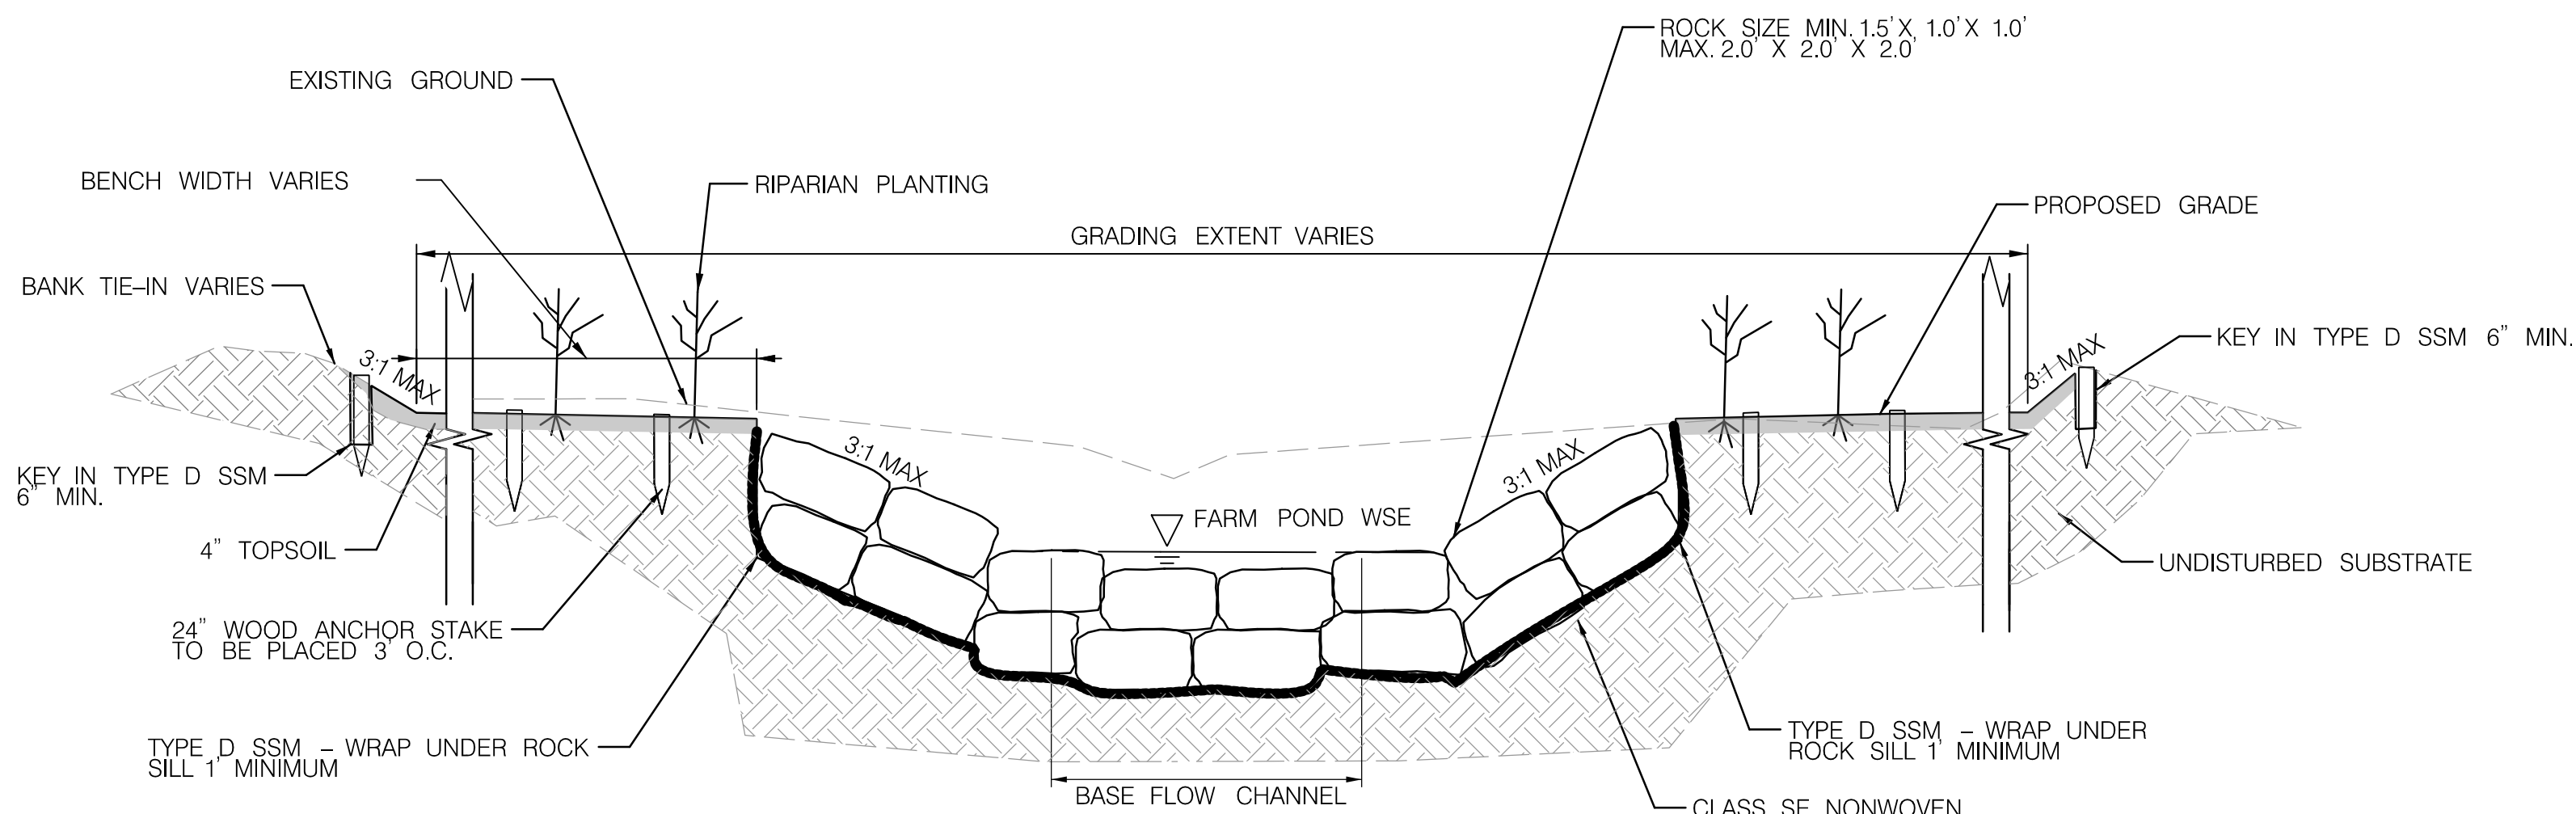 ROCK SIZE MIN. 1.5' X 1.0' X 1.0'
MAX. 2.0' X 2.0' X 2.0'
EXISTING GROUND
BENCH WIDTH VARIES
RIPARIAN PLANTING
PROPOSED GRADE
GRADING EXTENT VARIES
BANK TIE-IN VARIES
KEY IN TYPE D SSM 6" MIN.
3:1 MAX
3:1 MAX
3:1 MAX
3:1 MAX
KEY IN TYPE D SSM
6" MIN.
FARM POND WSE
4" TOPSOIL
UNDISTURBED SUBSTRATE
24" WOOD ANCHOR STAKE
TO BE PLACED 3' O.C.
TYPE D SSM - WRAP UNDER ROCK
SILL 1' MINIMUM
TYPE D SSM - WRAP UNDER
ROCK SILL 1' MINIMUM
BASE FLOW CHANNEL
CLASS SE NONWOVEN